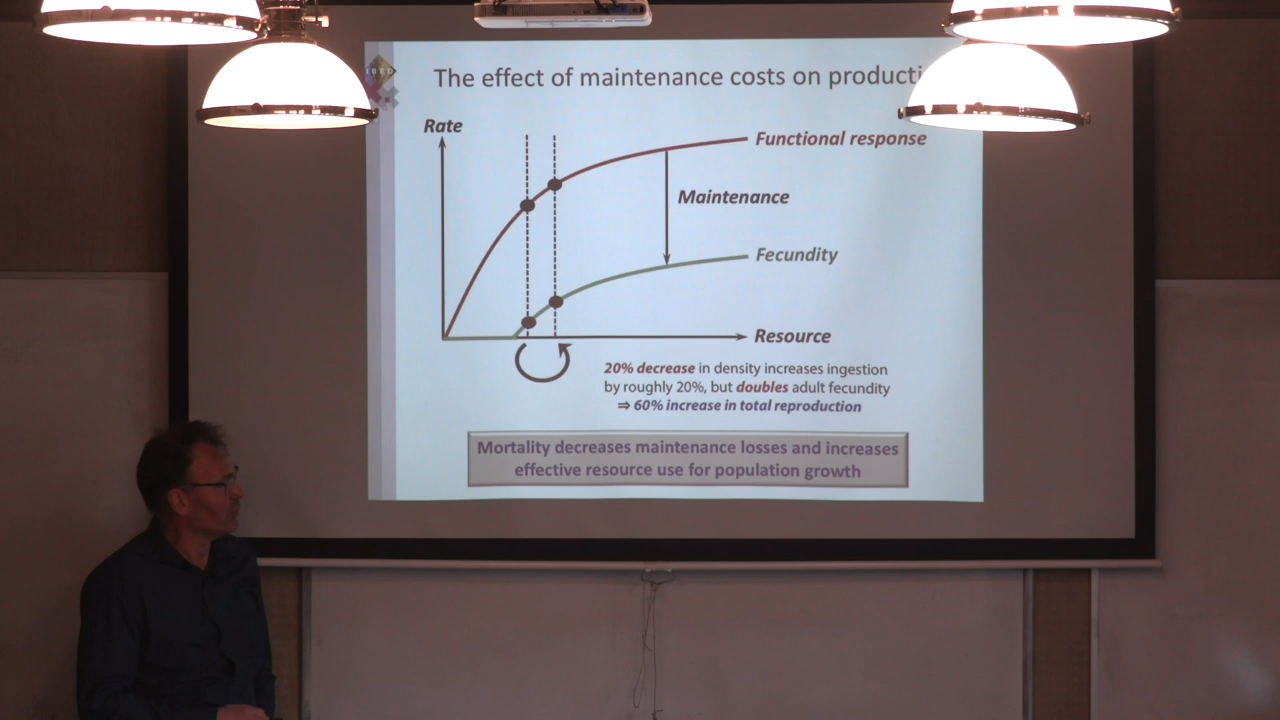 IBED
The effect of maintenance costs on producti
Rate
Functional response
Maintenance
Fecundity
Resource
20% decrease in density increases ingestion
by roughly 20%, but doubles adult fecundity
⇒ 60% increase in total reproduction
Mortality decreases maintenance losses and increases
effective resource use for population growth